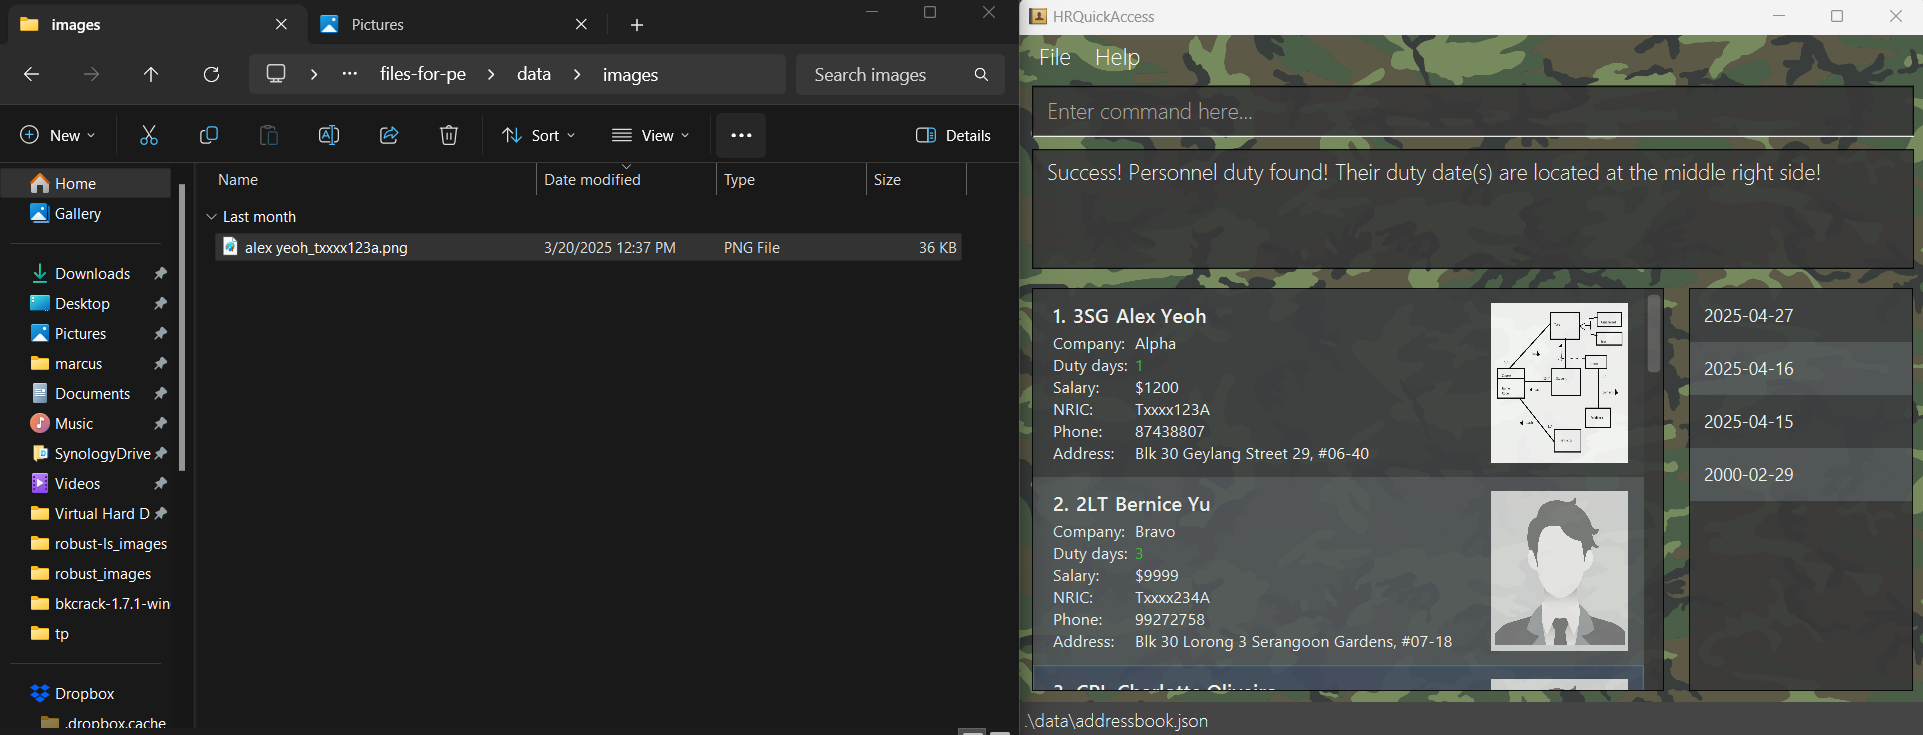 images
Pictures
files-for-pe
data
images
Search images
New
Sort
View
Details
Home
Gallery
Downloads
Desktop
Pictures
marcus
Documents
Music
SynologyDrive
Videos
Virtual Hard D
robust-ls_images
robust_images
bkcrack-1.7.1-win
tp
Dropbox
.dropbox.cache
Name
Date modified
Type
Size
Last month
alex yeoh_txxxx123a.png
3/20/2025 12:37 PM
PNG File
36 KB
HRQuickAccess
File
Help
Enter command here...
Success! Personnel duty found! Their duty date(s) are located at the middle right side!
1. 3SG Alex Yeoh
Company: Alpha
Duty days: 1
Salary: $1200
NRIC: Txxxx123A
Phone: 87438807
Address: Blk 30 Geylang Street 29, #06-40
2. 2LT Bernice Yu
Company: Bravo
Duty days: 3
Salary: $9999
NRIC: Txxxx234A
Phone: 99272758
Address: Blk 30 Lorong 3 Serangoon Gardens, #07-18
3. CPL Charlotte Oliveiro
2025-04-27
2025-04-16
2025-04-15
2000-02-29
.\data\addressbook.json